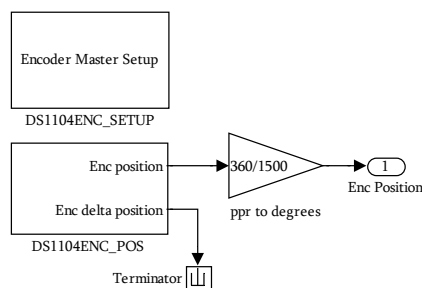 Encoder Master Setup
DS1104ENC_SETUP
Enc position
360/1500
1
Enc Position
Enc delta position
ppr to degrees
DS1104ENC_POS
Terminator